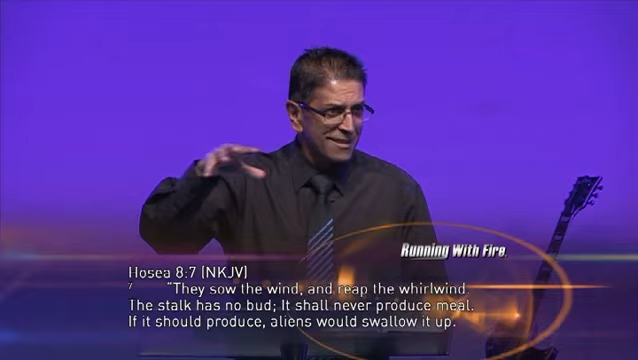 Running With Fire
Hosea 8:7 (NKJV)
7 "They sow the wind, and reap the whirlwind.
The stalk has no bud; It shall never produce meal.
If it should produce, aliens would swallow it up.